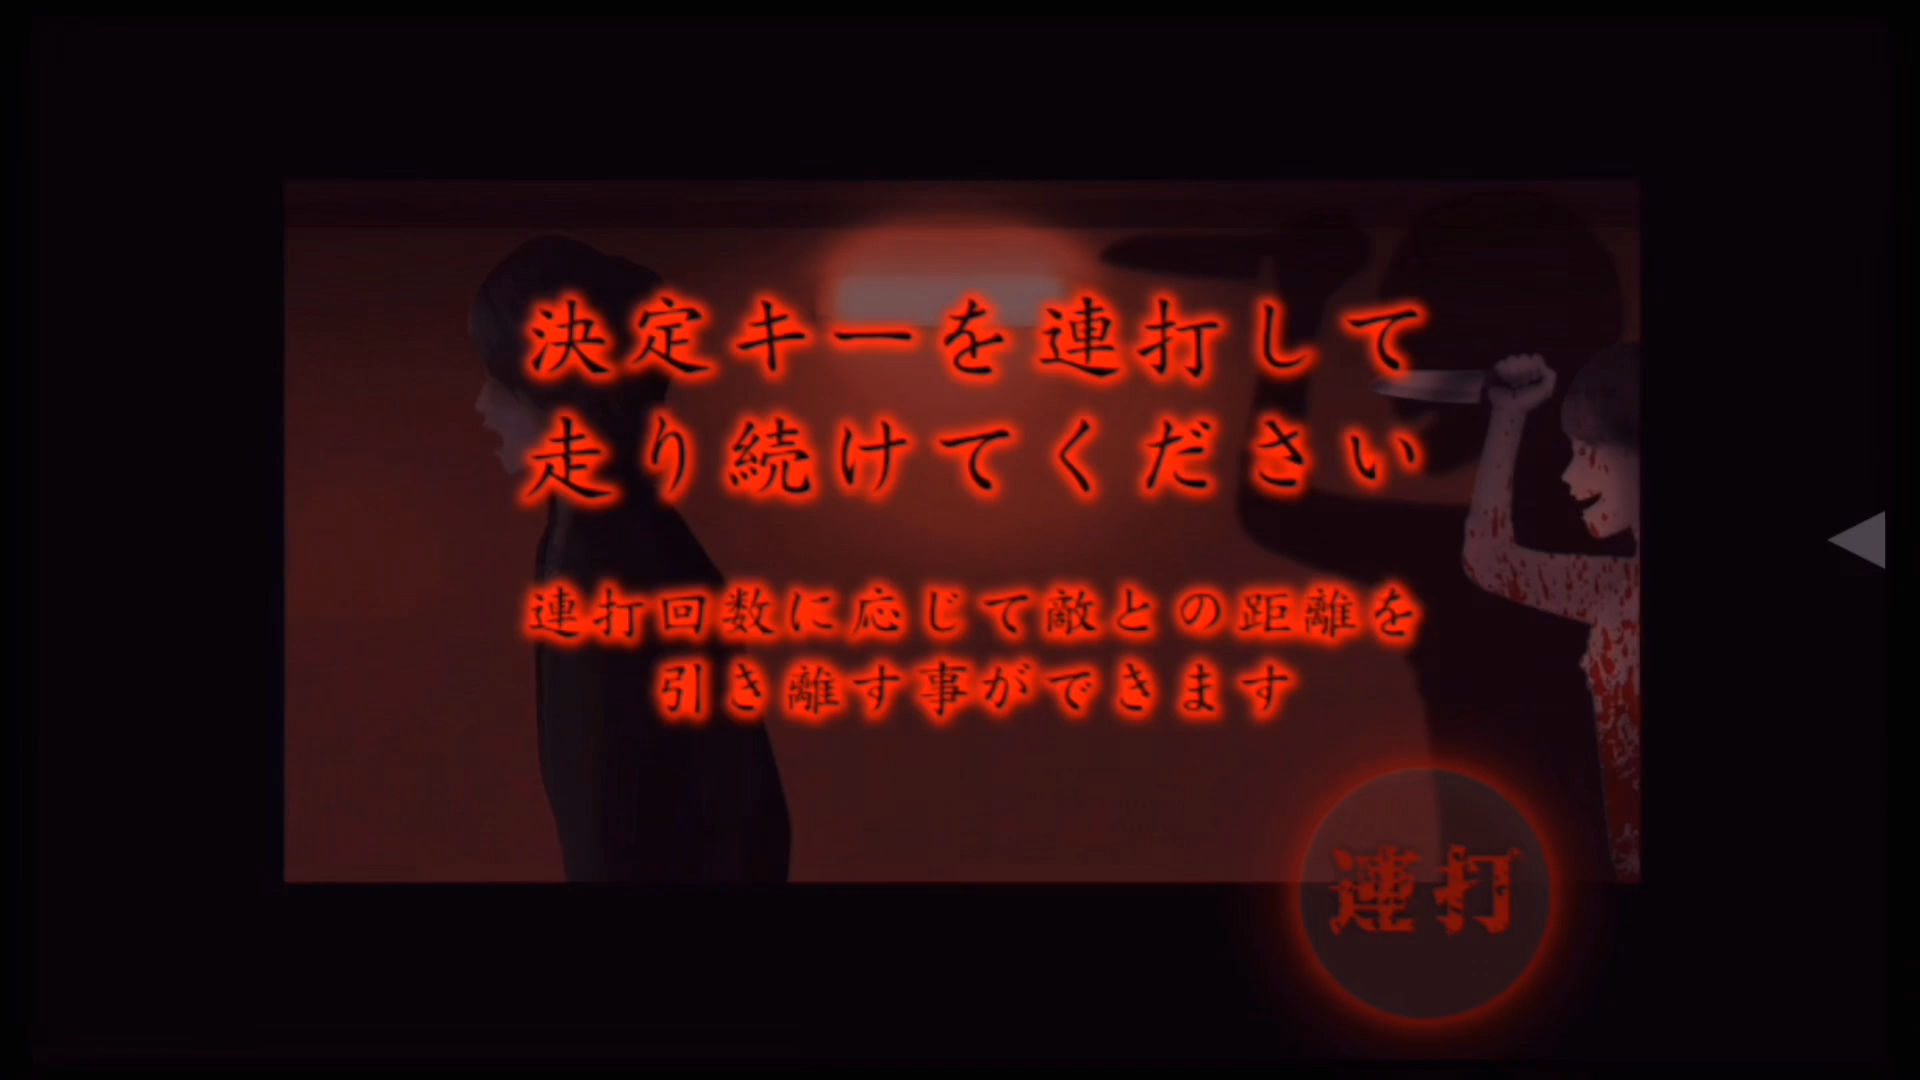 決定キーを連打して
走り続けてください
連打回数に応じて敵との距離を
引き離す事ができます
連打